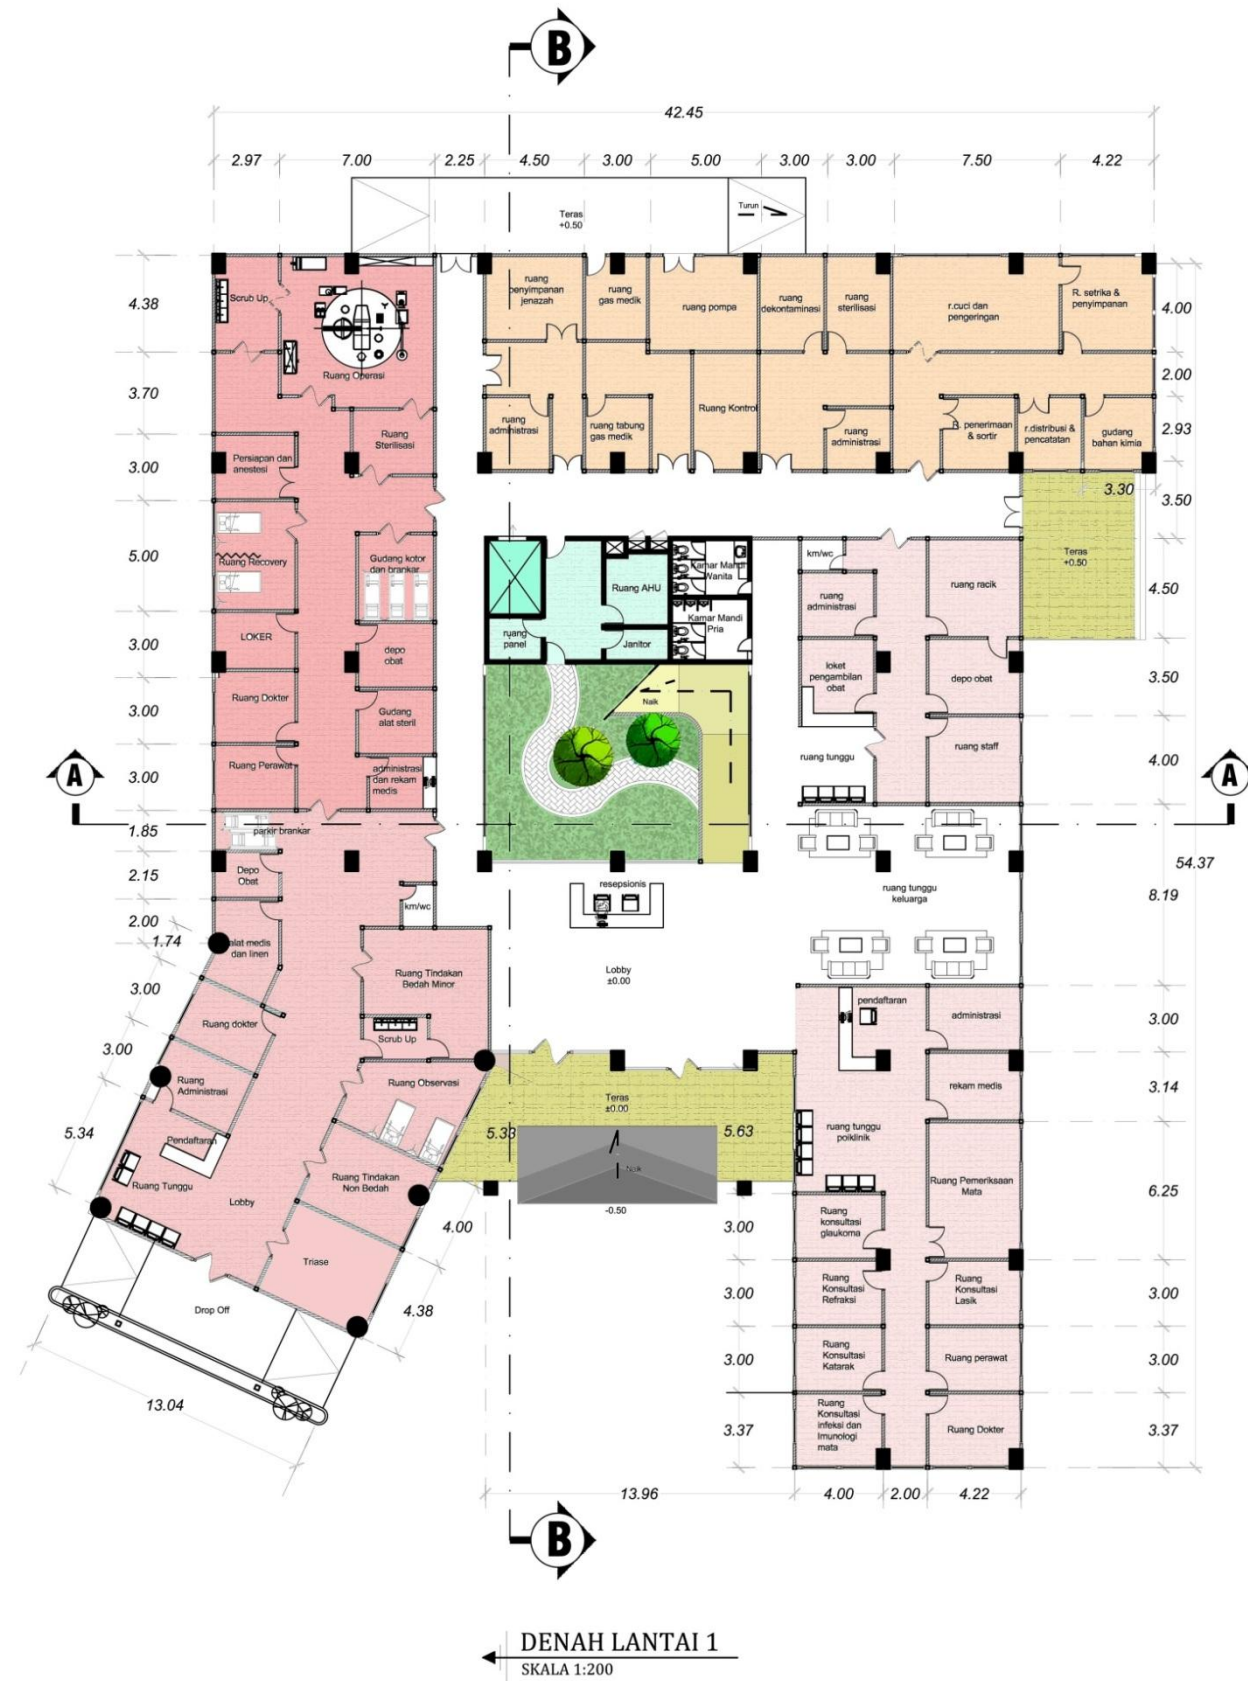 B
42.45
2.97
7.00
2.25
4.50
3.00
5.00
3.00
3.00
7.50
4.22
Teras
+0.50
Turun
4.38
3.70
3.00
5.00
3.00
3.00
3.00
1.85
2.15
2.00
1.74
3.00
3.00
5.34
13.04
Scrub Up
Ruang Operasi
Ruang
Sterilisasi
Persiapan dan
anestesi
Ruang Recovery
Gudang kotor
dan brankar
LOKER
depo
obat
Ruang Dokter
Gudang
alat steril
Ruang Perawat
administrasi
dan rekam
medis
ruang
penyimpanan
jenazah
ruang
gas medik
ruang pompa
ruang
dekontaminasi
ruang
sterilisasi
r.cuci dan
pengeringan
R. setrika &
penyimpanan
ruang
administrasi
ruang tabung
gas medik
Ruang Kontrol
ruang
administrasi
penerimaan
& sortir
r.distribusi &
pencatatan
gudang
bahan kimia
4.00
2.00
2.93
3.30
3.50
4.50
3.50
4.00
54.37
8.19
3.00
3.14
6.25
3.00
3.00
3.37
Teras
+0.50
Ruang AHU
ruang
panel
Janitor
Kamar Mandi
Wanita
Kamar Mandi
Pria
Naik
km/wc
ruang
administrasi
ruang racik
loket
pengambilan
obat
depo obat
ruang tunggu
ruang staff
A
A
parkir brankar
Depo
Obat
km/wc
alat medis
dan linen
Ruang Tindakan
Bedah Minor
Scrub Up
Ruang dokter
Ruang
Administrasi
Ruang Observasi
Pendaftaran
Ruang Tunggu
Lobby
Ruang Tindakan
Non Bedah
Triase
Drop Off
4.00
4.38
resepsionis
Lobby
±0.00
ruang tunggu
keluarga
Teras
±0.00
5.33
5.63
Naik
-0.50
pendaftaran
administrasi
rekam medis
ruang tunggu
poiklinik
Ruang Pemeriksaan
Mata
Ruang
konsultasi
glaukoma
Ruang
Konsultasi
Refraksi
Ruang
Konsultasi
Lasik
Ruang
Konsultasi
Katarak
Ruang perawat
Ruang
Konsultasi
infeksi dan
Imunologi
mata
Ruang Dokter
3.00
3.00
3.00
3.37
13.96
4.00
2.00
4.22
B
DENAH LANTAI 1
SKALA 1:200